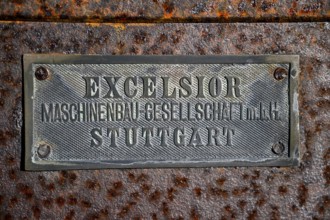 EXCELSIOR
MASCHINENBAU-GESELLSCHAFT m.b.H.
STUTTGART